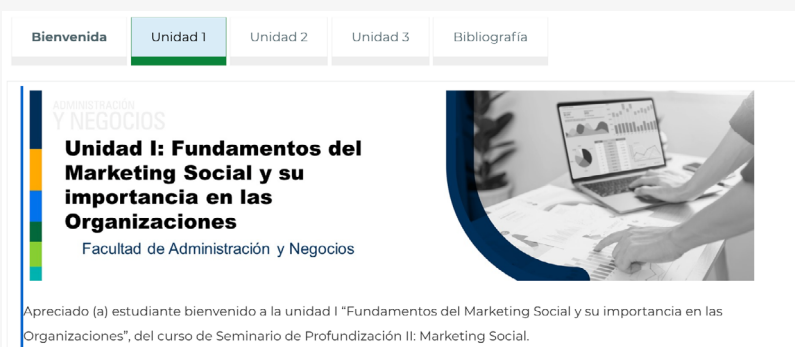 Bienvenida
Unidad 1
Unidad 2
Unidad 3
Bibliografía
ADMINISTRACIÓN
Y NEGOCIOS
Unidad I: Fundamentos del
Marketing Social y su
importancia en las
Organizaciones
Facultad de Administración y Negocios
Apreciado (a) estudiante bienvenido a la unidad I “Fundamentos del Marketing Social y su importancia en las
Organizaciones”, del curso de Seminario de Profundización II: Marketing Social.